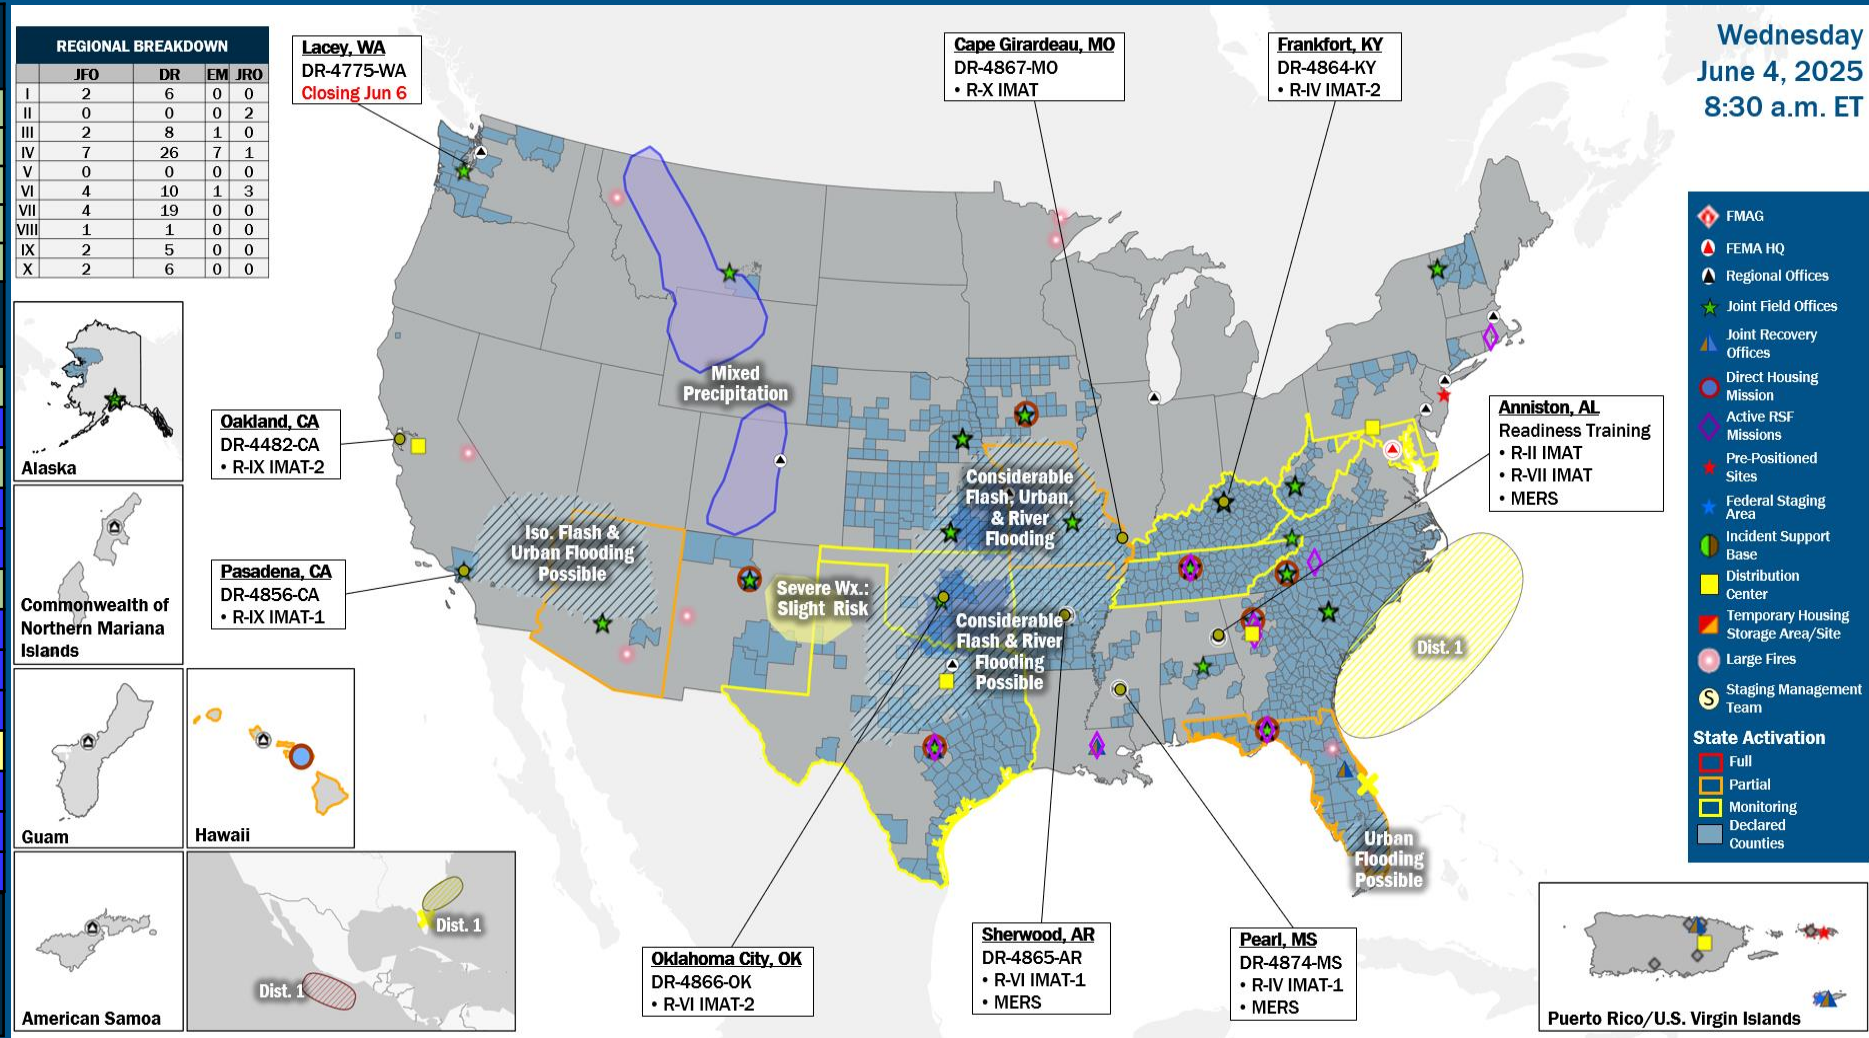 REGIONAL BREAKDOWN
JFO DR EM JRO
I 2 6 0 0
II 0 0 0 2
III 2 8 1 0
IV 7 26 7 1
V 0 0 0 0
VI 4 10 1 3
VII 4 19 0 0
VIII 1 1 0 0
IX 2 5 0 0
X 2 6 0 0
Lacey, WA
DR-4775-WA
Closing Jun 6
Cape Girardeau, MO
DR-4867-MO
• R-X IMAT
Frankfort, KY
DR-4864-KY
• R-IV IMAT-2
Wednesday
June 4, 2025
8:30 a.m. ET
FMAG
FEMA HQ
Regional Offices
Joint Field Offices
Joint Recovery
Offices
Direct Housing
Mission
Active RSF
Missions
Pre-Positioned
Sites
Federal Staging
Area
Incident Support
Base
Distribution
Center
Temporary Housing
Storage Area/Site
Large Fires
S
Staging Management
Team
State Activation
Full
Partial
Monitoring
Declared
Counties
Alaska
Commonwealth of
Northern Mariana
Islands
Guam
Hawaii
American Samoa
Dist. 1
Dist. 1
Oakland, CA
DR-4482-CA
• R-IX IMAT-2
Pasadena, CA
DR-4856-CA
• R-IX IMAT-1
Mixed
Precipitation
Iso. Flash &
Urban Flooding
Possible
Severe Wx.:
Slight Risk
Considerable
Flash, Urban,
& River
Flooding
Considerable
Flash & River
Flooding
Possible
Anniston, AL
Readiness Training
• R-II IMAT
• R-VII IMAT
• MERS
Dist. 1
Urban
Flooding
Possible
Oklahoma City, OK
DR-4866-OK
• R-VI IMAT-2
Sherwood, AR
DR-4865-AR
• R-VI IMAT-1
• MERS
Pearl, MS
DR-4874-MS
• R-IV IMAT-1
• MERS
Puerto Rico/U.S. Virgin Islands